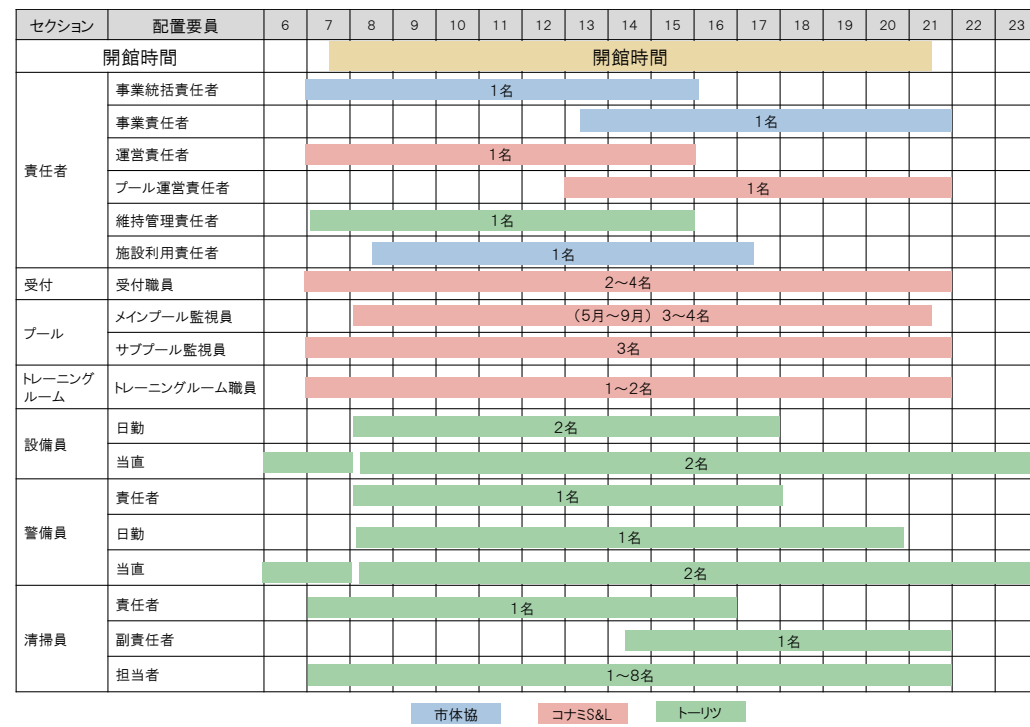 セクション 配置要員 6 7 8 9 10 11 12 13 14 15 16 17 18 19 20 21 22 23
開館時間 開館時間
責任者
事業統括責任者 1名
事業責任者 1名
運営責任者 1名
プール運営責任者 1名
維持管理責任者 1名
施設利用責任者 1名
受付 受付職員 2～4名
プール
メインプール監視員 (5月～9月) 3～4名
サブプール監視員 3名
トレーニング
ルーム
トレーニングルーム職員 1～2名
設備員
日勤 2名
当直 2名
警備員
責任者 1名
日勤 1名
当直 2名
清掃員
責任者 1名
副責任者 1名
担当者 1～8名
市体協 コナミS&L トーリツ